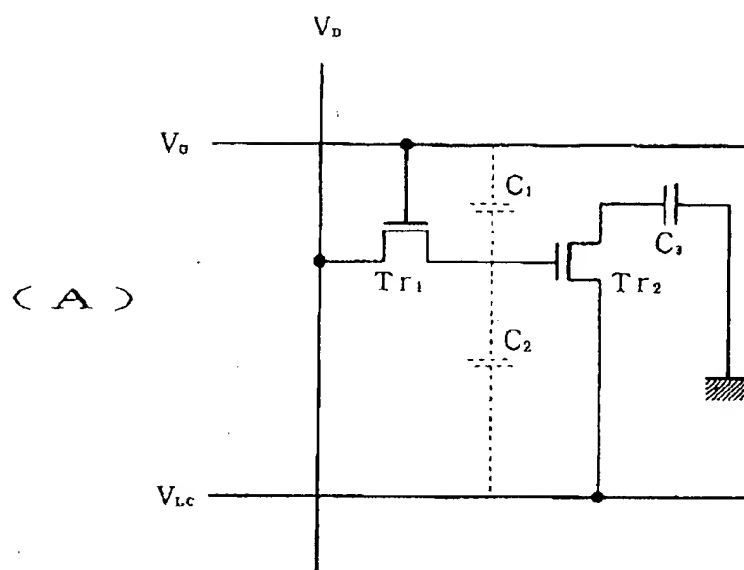 V_D
V_G
C₁
C₃
Tr₁
Tr₂
( A )
C₂
V_LC